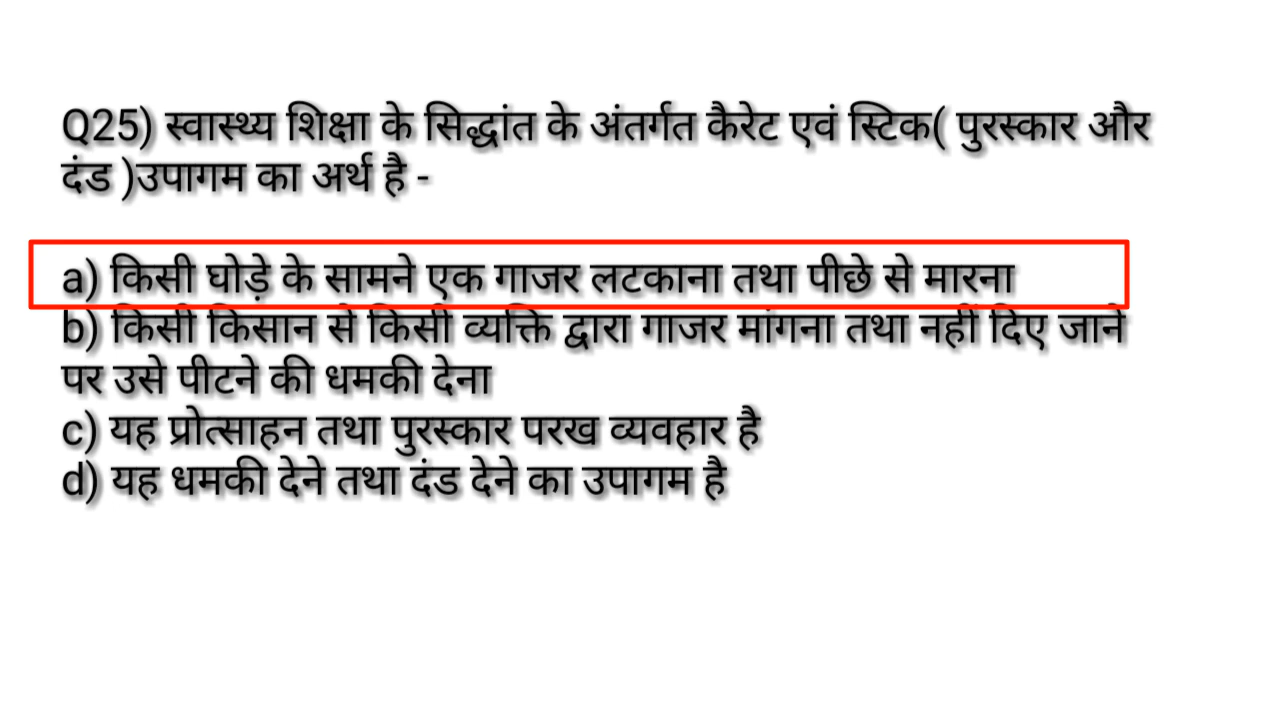 Q25) स्वास्थ्य शिक्षा के सिद्धांत के अंतर्गत कैरेट एवं स्टिक( पुरस्कार और
दंड )उपागम का अर्थ है -
a) किसी घोड़े के सामने एक गाजर लटकाना तथा पीछे से मारना
b) किसी किसान से किसी व्यक्ति द्वारा गाजर मांगना तथा नहीं दिए जाने
पर उसे पीटने की धमकी देना
c) यह प्रोत्साहन तथा पुरस्कार परख व्यवहार है
d) यह धमकी देने तथा दंड देने का उपागम है